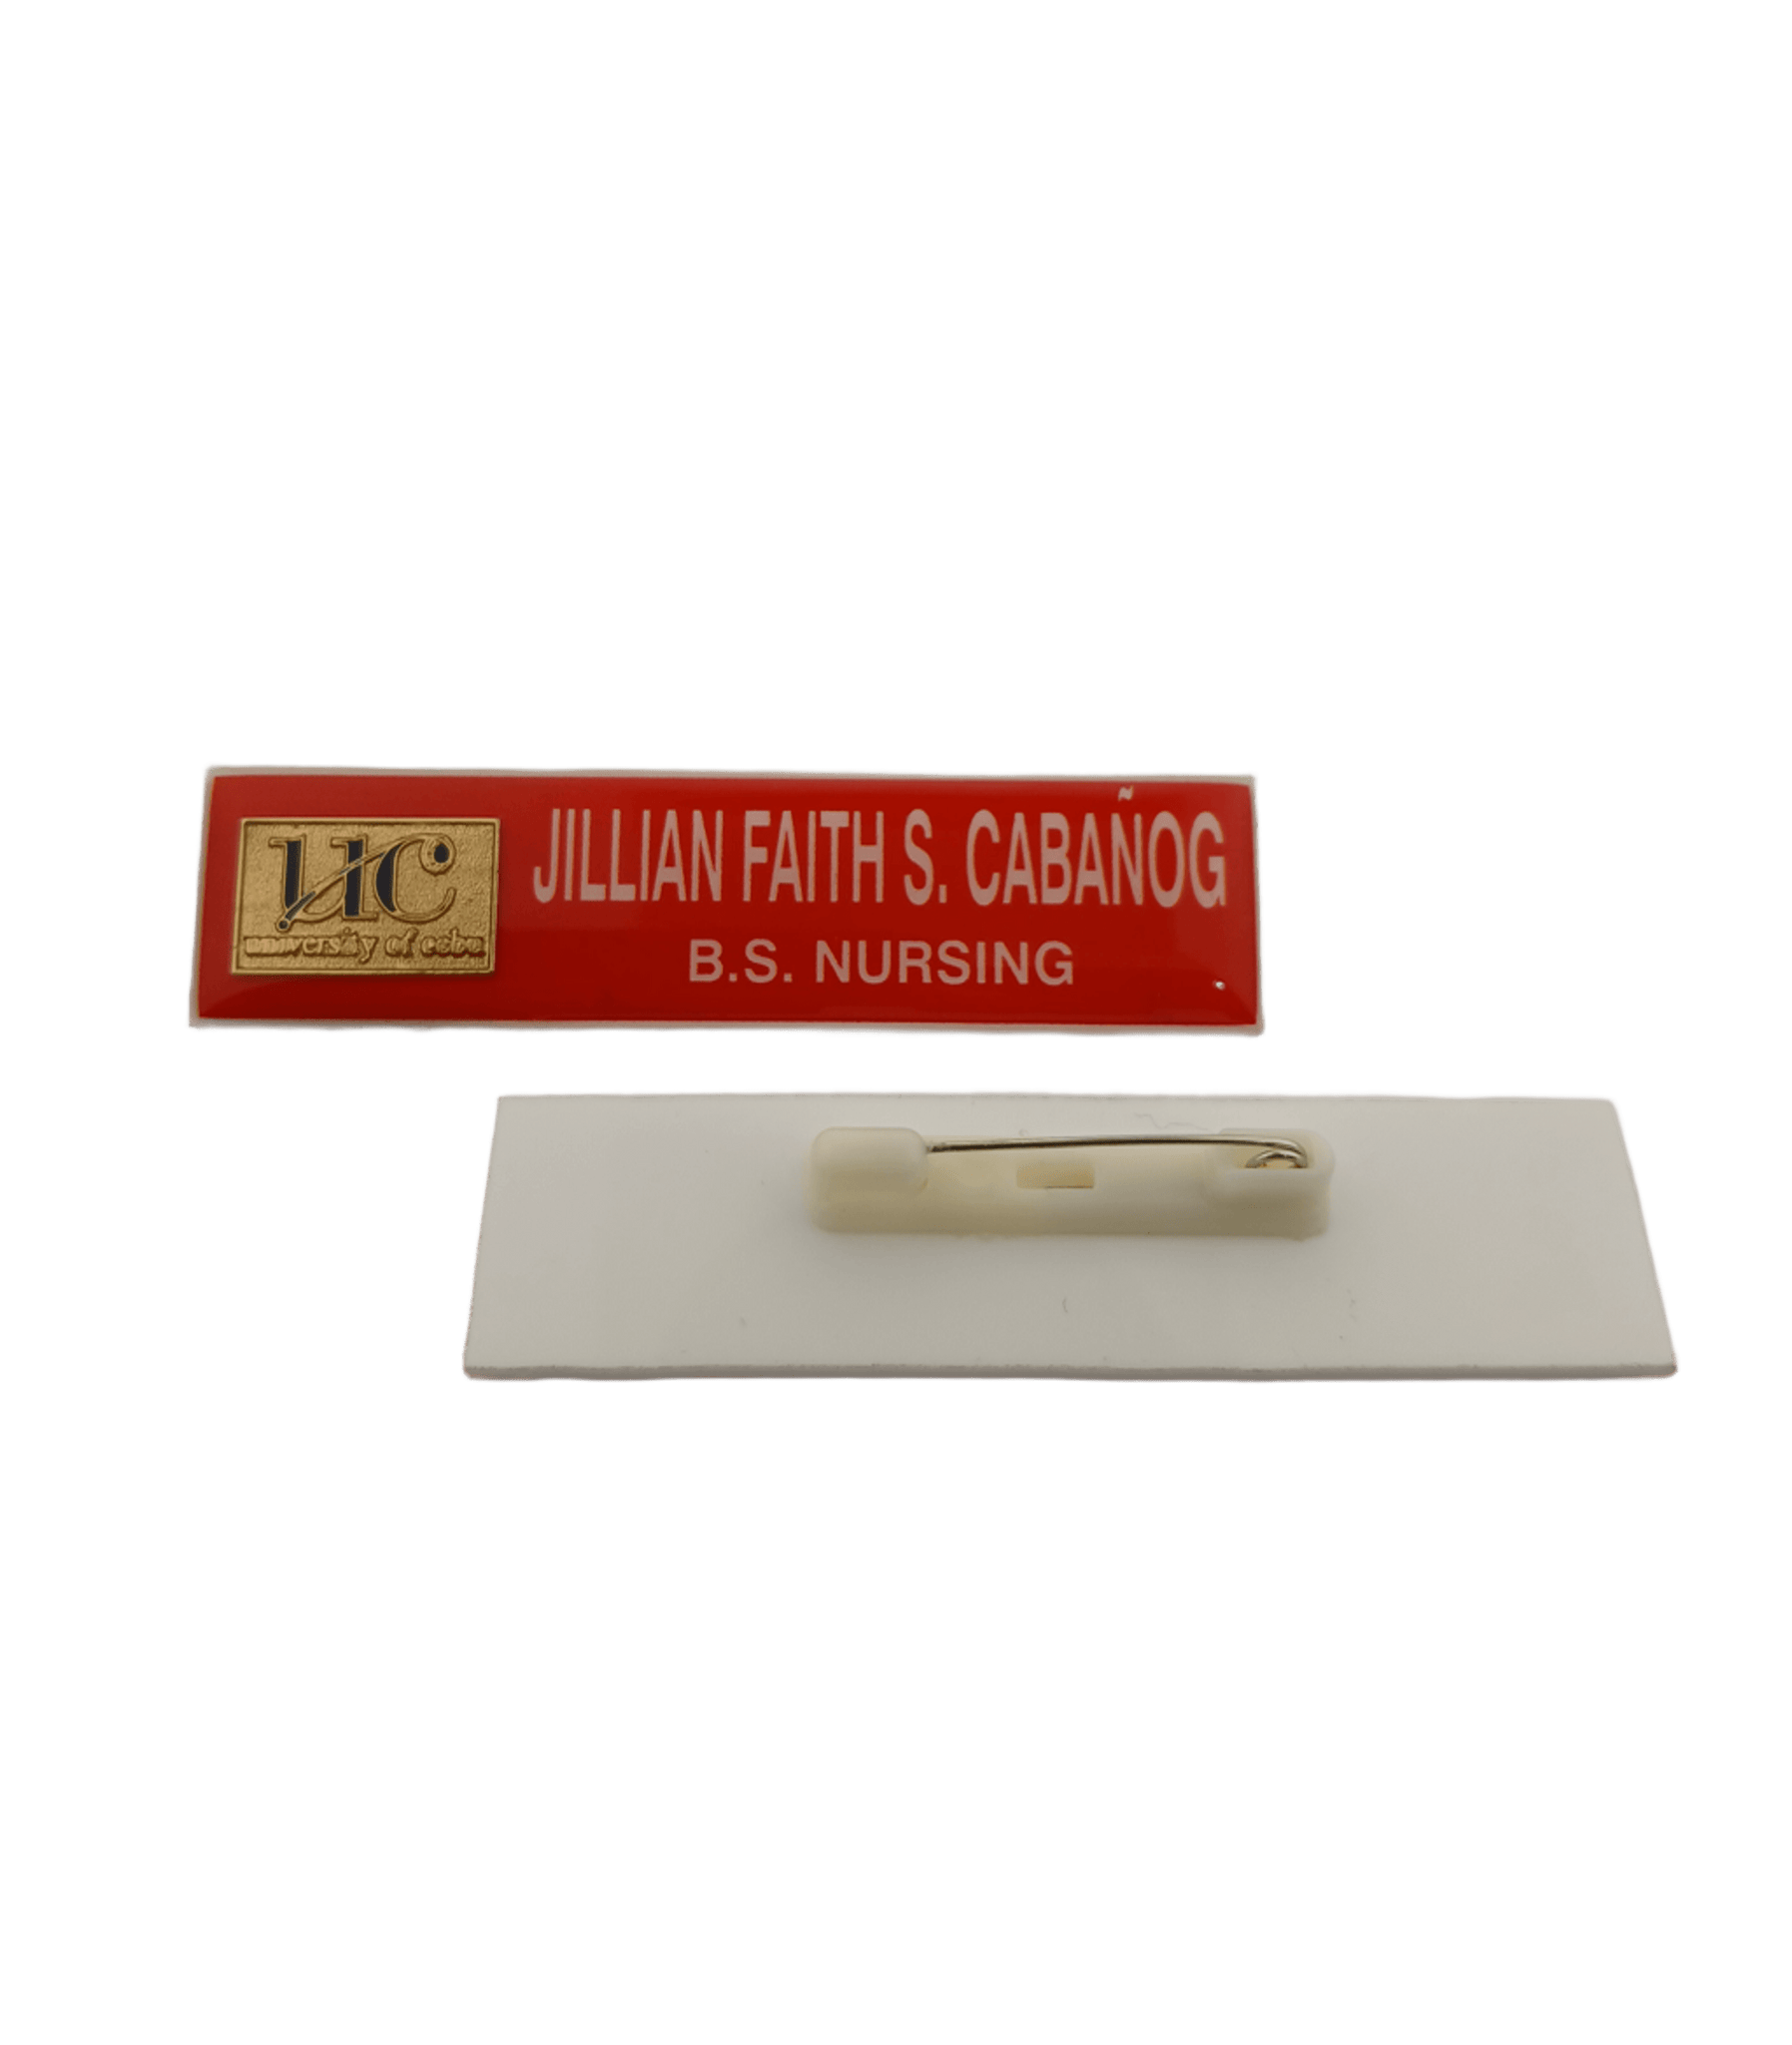 UC
university of cebu
JILLIAN FAITH S. CABAÑOG
B.S. NURSING